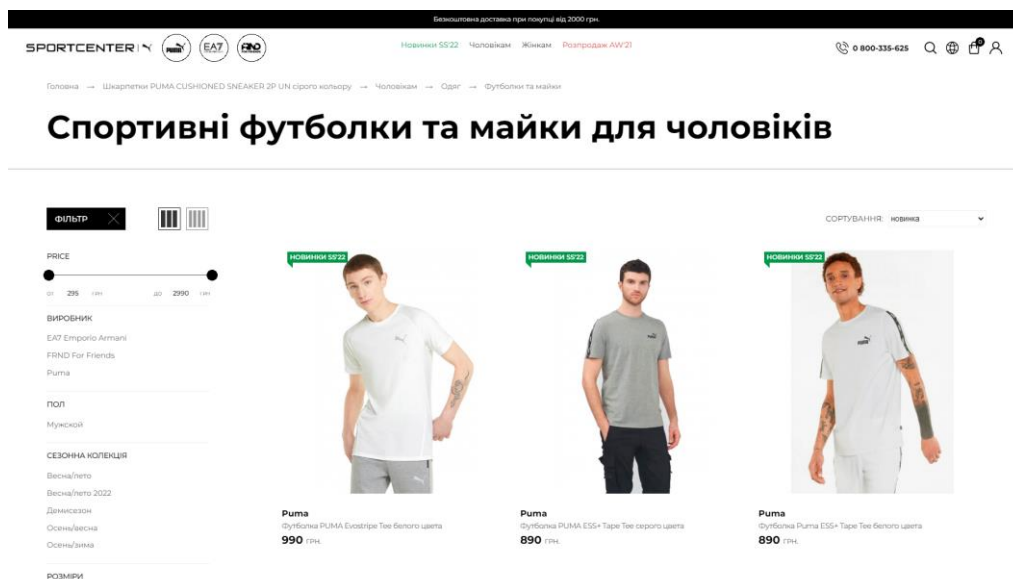 Безкоштовна доставка при покупці від 2000 грн.
SPORTCENTER PUMA EA7 FRND Новинки SS'22 Чоловікам Жінкам Розпродаж AW'21 0 800-335-625 0
Головна → Шкарпетки PUMA CUSHIONED SNEAKER 2P UN сірого кольору → Чоловікам → Одяг → Футболки та майки
Спортивні футболки та майки для чоловіків
ФІЛЬТР
СОРТУВАННЯ: новинка
PRICE
от 295 грн до 2990 грн
ВИРОБНИК
EA7 Emporio Armani
FRND For Friends
Puma
ПОЛ
Мужской
СЕЗОННА КОЛЕКЦІЯ
Весна/лето
Весна/лето 2022
Демисезон
Осень/весна
Осень/зима
РОЗМІРИ
НОВИНКИ SS'22
Puma
Футболка PUMA Evostripe Tee белого цвета
990 ГРН.
НОВИНКИ SS'22
Puma
Футболка PUMA ESS+ Tape Tee серого цвета
890 ГРН.
НОВИНКИ SS'22
Puma
Футболка Puma ESS+ Tape Tee белого цвета
890 ГРН.